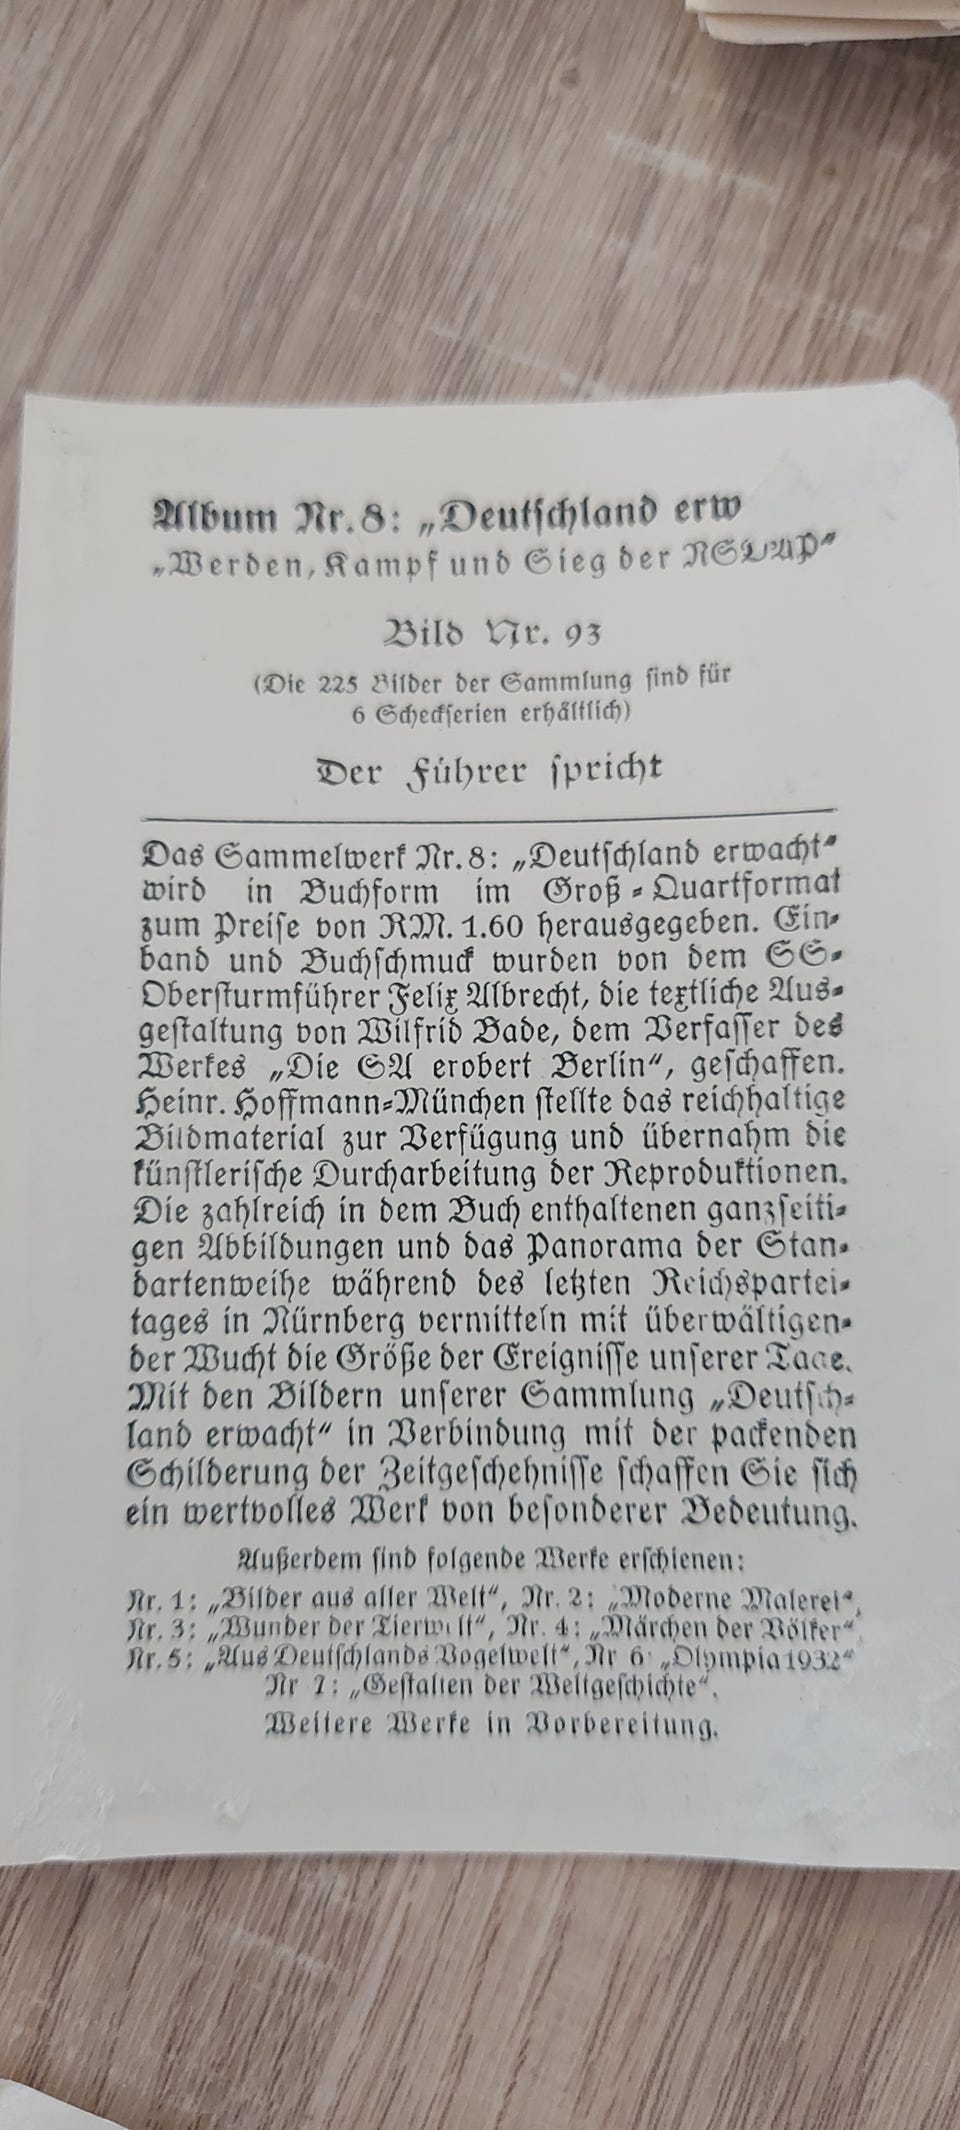 Album Nr. 8: „Deutschland erw
„Werden, Kampf und Sieg der NSDAP“
Bild Nr. 93
(Die 225 Bilder der Sammlung sind für
6 Scheckserien erhältlich)
Der Führer spricht
Das Sammelwerk Nr. 8: „Deutschland erwacht“
wird in Buchform im Groß-Quartformat
zum Preise von RM. 1.60 herausgegeben. Ein-
band und Buchschmuck wurden von dem SS-
Obersturmführer Felix Albrecht, die textliche Aus-
gestaltung von Wilfrid Bade, dem Verfasser des
Werkes „Die SA erobert Berlin“, geschaffen.
Heinr. Hoffmann-München stellte das reichhaltige
Bildmaterial zur Verfügung und übernahm die
künstlerische Durcharbeitung der Reproduktionen.
Die zahlreich in dem Buch enthaltenen ganzseiti-
gen Abbildungen und das Panorama der Stan-
dartenweihe während des letzten Reichspartei-
tages in Nürnberg vermitteln mit überwältigen-
der Wucht die Größe der Ereignisse unserer Tage.
Mit den Bildern unserer Sammlung „Deutsch-
land erwacht“ in Verbindung mit der packenden
Schilderung der Zeitgeschehnisse schaffen Sie sich
ein wertvolles Werk von besonderer Bedeutung.
Außerdem sind folgende Werke erschienen:
Nr. 1: „Bilder aus aller Welt“, Nr. 2: „Moderne Malerei“,
Nr. 3: „Wunder der Tierwelt“, Nr. 4: „Märchen der Völker“,
Nr. 5: „Aus Deutschlands Vogelwelt“, Nr 6: „Olympia 1932“
Nr 7: „Gestalten der Weltgeschichte“.
Weitere Werke in Vorbereitung.